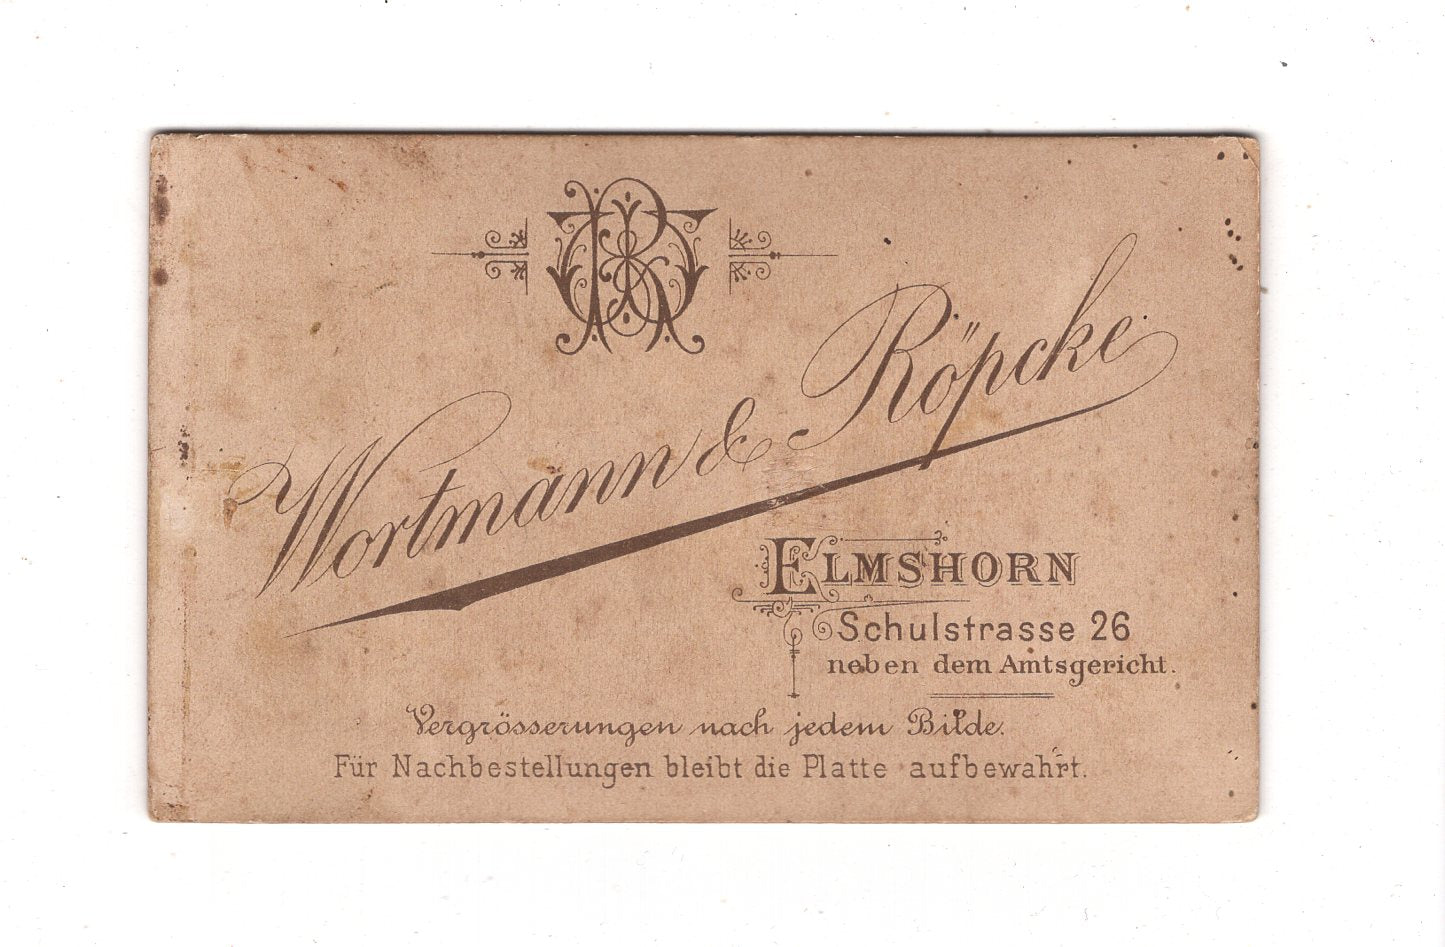 Wortmann & Röpcke
ELMSHORN
Schulstrasse 26
neben dem Amtsgericht.
Vergrösserungen nach jedem Bilde.
Für Nachbestellungen bleibt die Platte aufbewahrt.